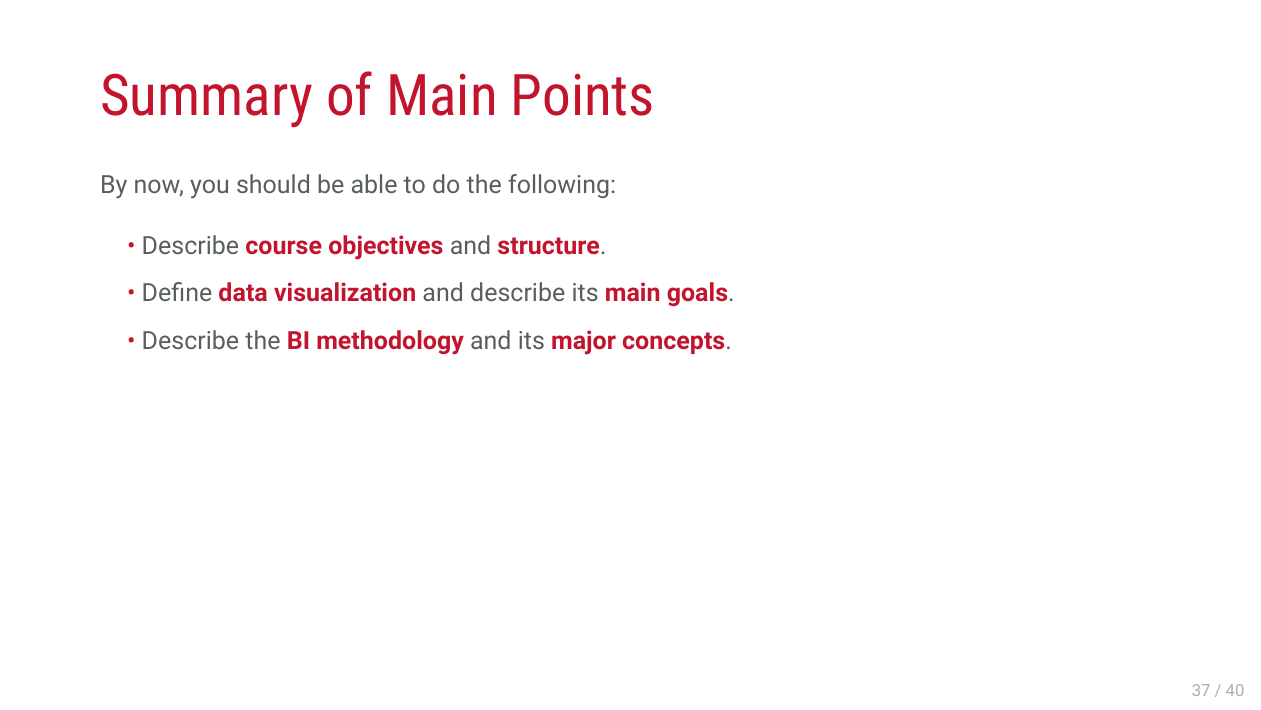 Summary of Main Points
By now, you should be able to do the following:
• Describe course objectives and structure.
• Define data visualization and describe its main goals.
• Describe the BI methodology and its major concepts.
37 / 40